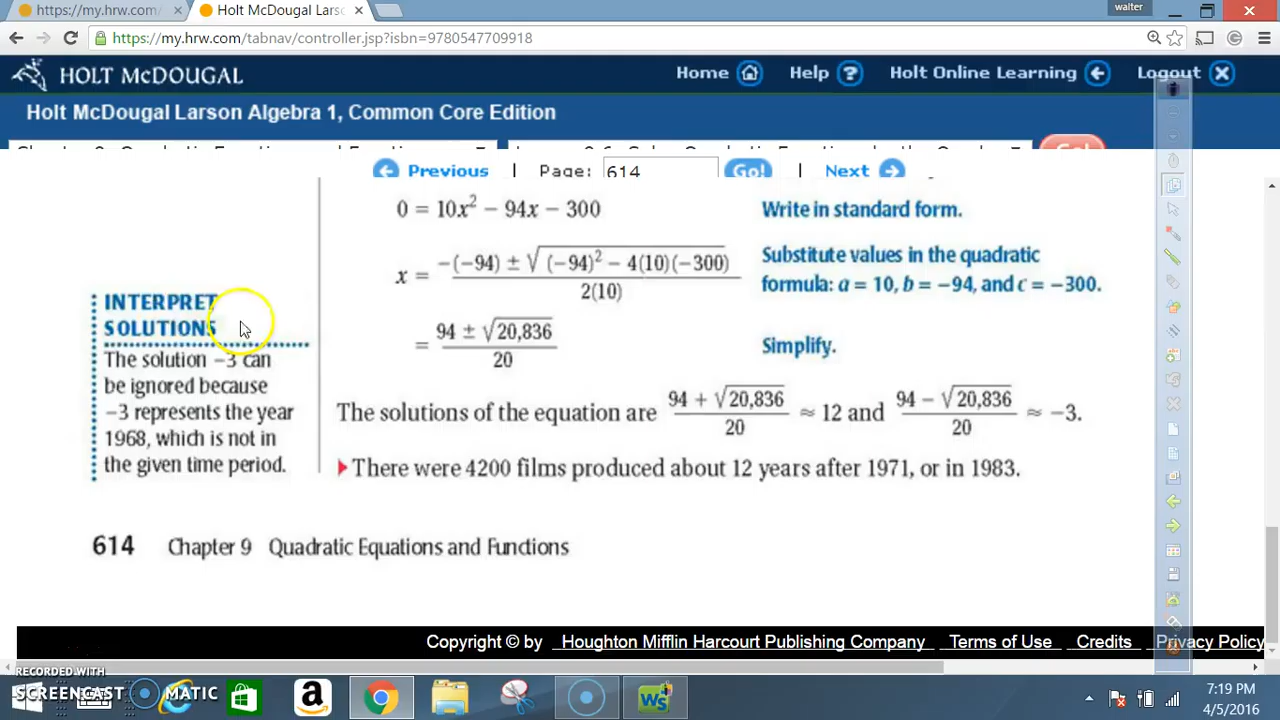 https://my.hrw.com/tabnav/
Holt McDougal Lars
walter
https://my.hrw.com/tabnav/controller.jsp?isbn=9780547709918
HOLT MCDOUGAL
Home
Help
Holt Online Learning
Logout
Holt McDougal Larson Algebra 1, Common Core Edition
Previous | Page: 614 Go! | Next
0 = 10x² − 94x − 300
Write in standard form.
x = −(−94) ± √(−94)² − 4(10)(−300) / 2(10)
Substitute values in the quadratic
formula: a = 10, b = −94, and c = −300.
= 94 ± √20,836 / 20
Simplify.
INTERPRET
SOLUTIONS
The solution −3 can
be ignored because
−3 represents the year
1968, which is not in
the given time period.
The solutions of the equation are 94 + √20,836 / 20 ≈ 12 and 94 − √20,836 / 20 ≈ −3.
There were 4200 films produced about 12 years after 1971, or in 1983.
614 Chapter 9 Quadratic Equations and Functions
Copyright © by Houghton Mifflin Harcourt Publishing Company Terms of Use Credits Privacy Policy
RECORDED WITH
SCREENCAST MATIC
7:19 PM
4/5/2016